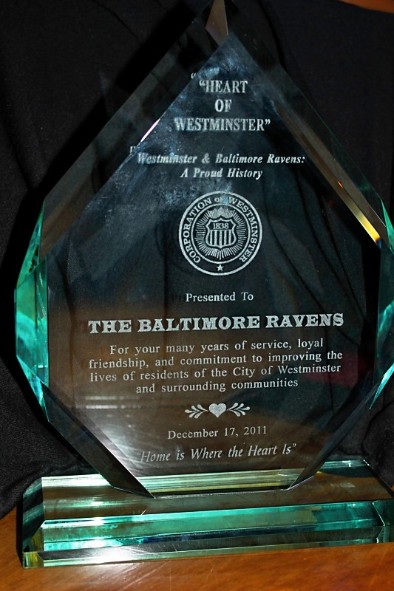 "HEART
OF
WESTMINSTER"
Westminster & Baltimore Ravens:
A Proud History
CORPORATION OF WESTMINSTER
1838
Presented To
THE BALTIMORE RAVENS
For your many years of service, loyal
friendship, and commitment to improving the
lives of residents of the City of Westminster
and surrounding communities
December 17, 2011
"Home is Where the Heart Is"